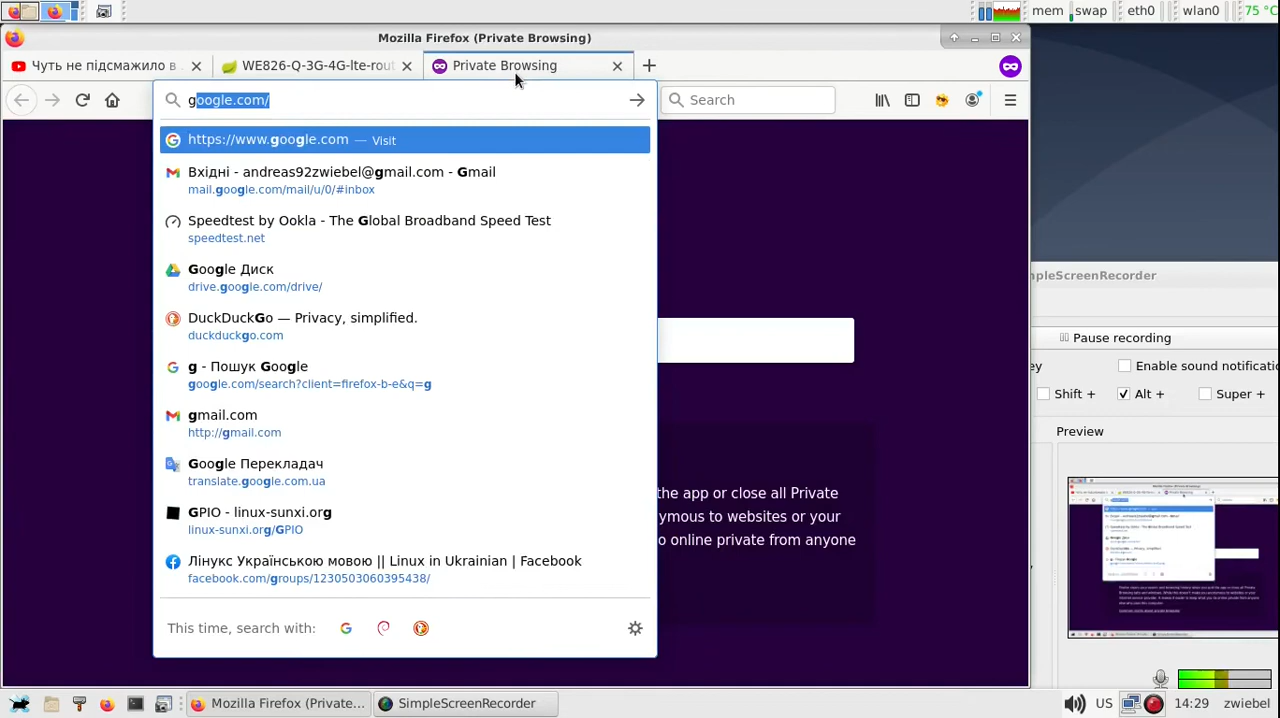 mem swap eth0 wlan0 75 °C
Mozilla Firefox (Private Browsing)
Чуть не підсмажило в
WE826-Q-5g-4G-lte-rout
Private Browsing
google.com/
Search
https://www.google.com — Visit
Вхідні - andreas92zwiebel@gmail.com - Gmail
mail.google.com/mail/u/0/#inbox
Speedtest by Ookla - The Global Broadband Speed Test
speedtest.net
Google Диск
drive.google.com/drive/
DuckDuckGo — Privacy, simplified.
duckduckgo.com
g - Пошук Google
google.com/search?client=firefox-b-e&q=g
gmail.com
http://gmail.com
Google Перекладач
translate.google.com.ua
GPIO - linux-sunxi.org
linux-sunxi.org/GPIO
Лінукс Українською мовою || Linux in Ukrainian | Facebook
facebook.com/groups/1230503060395438/
This time, search with:
the app or close all Private
ymous to websites or your
o online private from anyone
mpleScreenRecorder
Pause recording
ey
Enable sound notificatio
Shift +
Alt +
Super +
Preview
Mozilla Firefox (Private...
SimpleScreenRecorder
US
14:29
zwiebel